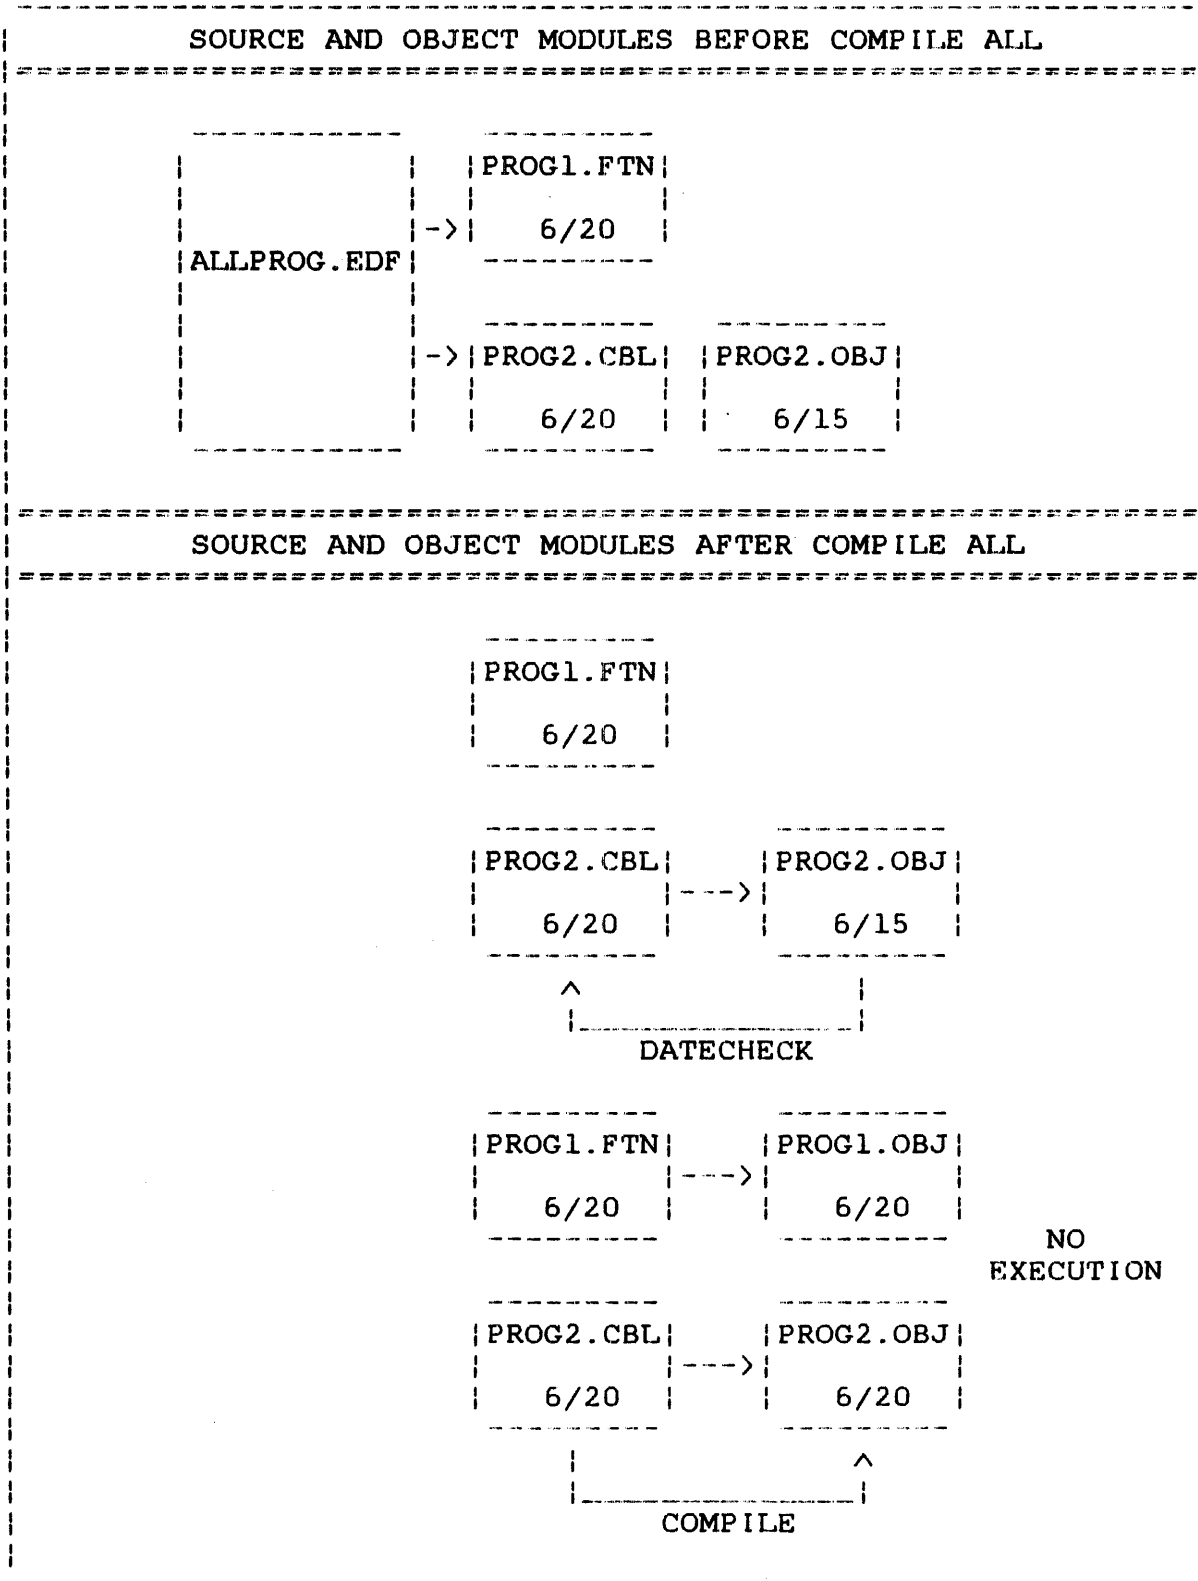 SOURCE AND OBJECT MODULES BEFORE COMPILE ALL
PROG1.FTN
-> 6/20
ALLPROG.EDF
-> PROG2.CBL PROG2.OBJ
6/20 6/15
SOURCE AND OBJECT MODULES AFTER COMPILE ALL
PROG1.FTN
6/20
PROG2.CBL PROG2.OBJ
--->
6/20 6/15
^
DATECHECK
PROG1.FTN PROG1.OBJ
--->
6/20 6/20
NO
EXECUTION
PROG2.CBL PROG2.OBJ
--->
6/20 6/20
^
COMPILE